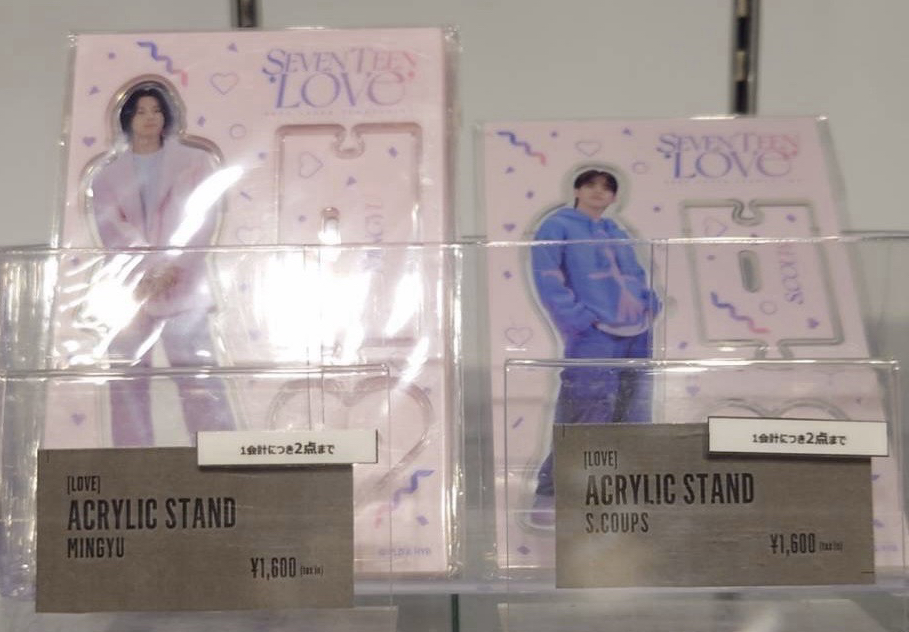 SEVENTEEN
LOVE
SEVENTEEN
LOVE
S.COUPS
1会計につき2点まで
[LOVE]
ACRYLIC STAND
MINGYU
¥1,600 (tax in)
1会計につき2点まで
[LOVE]
ACRYLIC STAND
S.COUPS
¥1,600 (tax in)